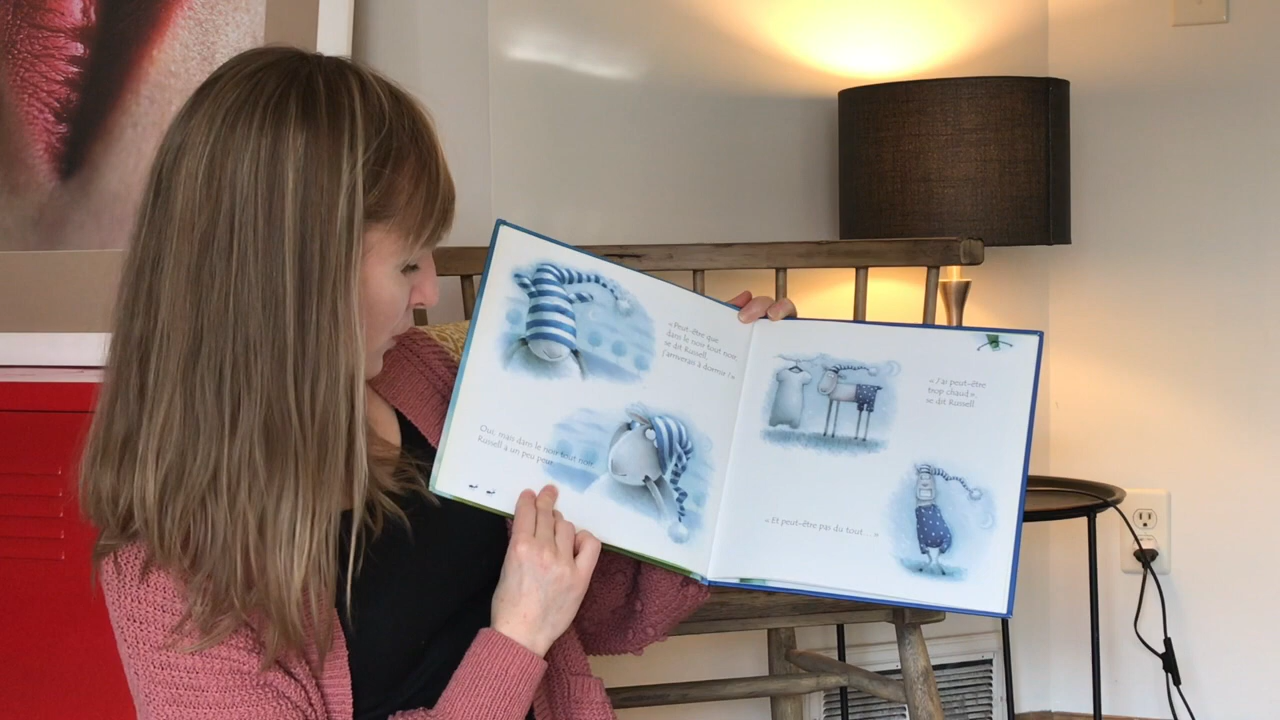 « Peut-être que
dans le noir tout noir,
se dit Russell,
j'arriverai à dormir ! »
Oui, mais dans le noir tout noir,
Russell a un peu peur.
« J'ai peut-être
trop chaud »,
se dit Russell.
« Et peut-être pas du tout... »